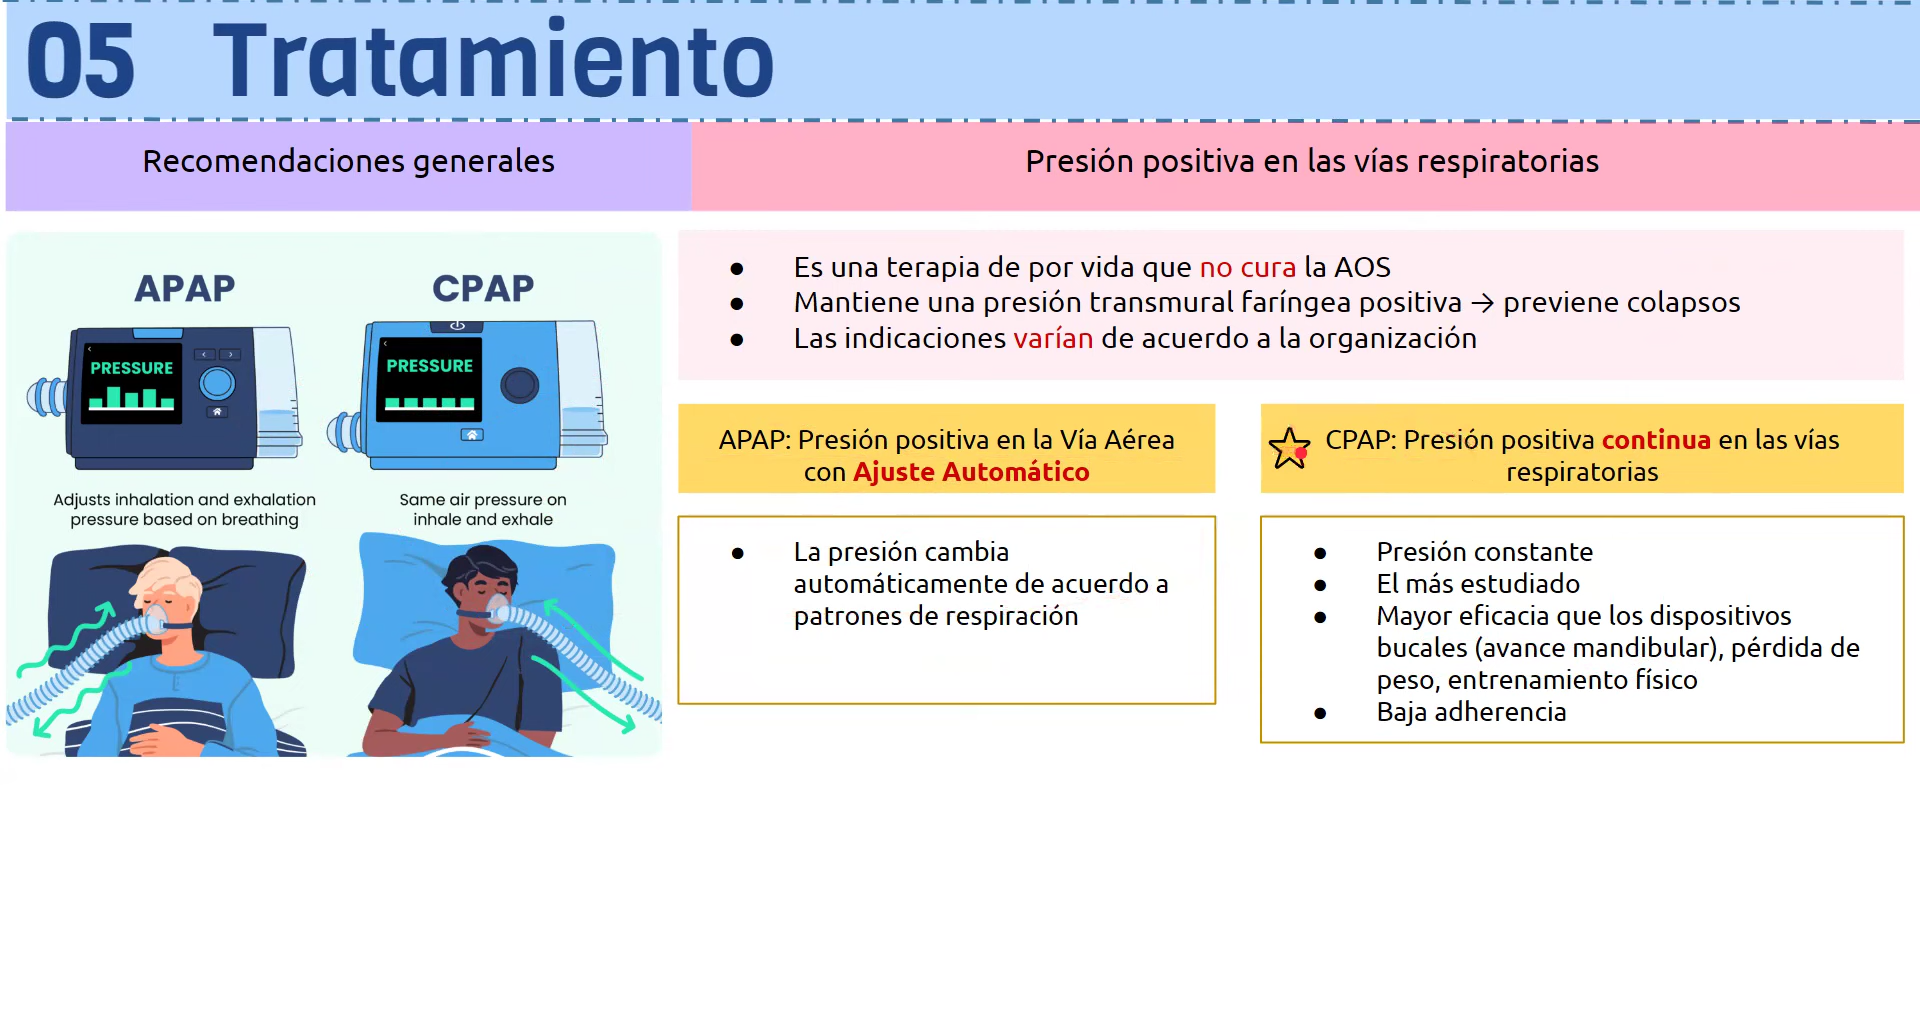 05 Tratamiento
Recomendaciones generales
Presión positiva en las vías respiratorias
APAP
CPAP
PRESSURE
PRESSURE
Adjusts inhalation and exhalation
pressure based on breathing
Same air pressure on
inhale and exhale
● Es una terapia de por vida que no cura la AOS
● Mantiene una presión transmural faríngea positiva → previene colapsos
● Las indicaciones varían de acuerdo a la organización
APAP: Presión positiva en la Vía Aérea
con Ajuste Automático
● La presión cambia
automáticamente de acuerdo a
patrones de respiración
CPAP: Presión positiva continua en las vías
respiratorias
● Presión constante
● El más estudiado
● Mayor eficacia que los dispositivos
bucales (avance mandibular), pérdida de
peso, entrenamiento físico
● Baja adherencia